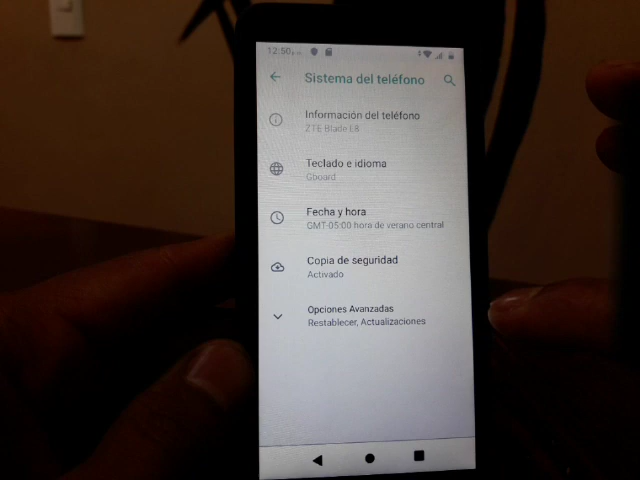 12:50
Sistema del teléfono
Información del teléfono
ZTE Blade L8
Teclado e idioma
Gboard
Fecha y hora
GMT-05:00 hora de verano central
Copia de seguridad
Activado
Opciones Avanzadas
Restablecer, Actualizaciones